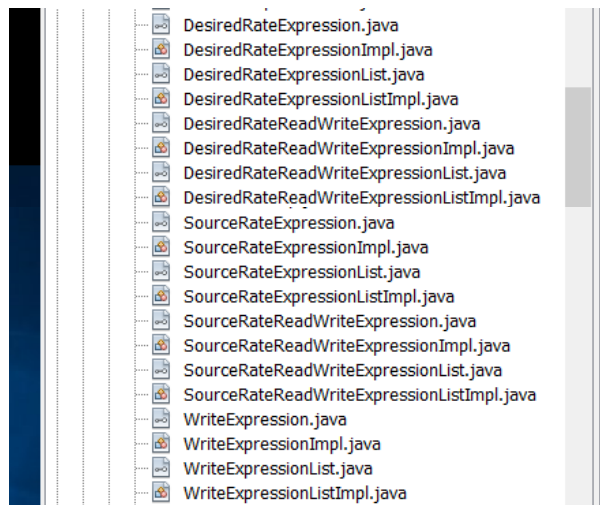 DesiredRateExpression.java
DesiredRateExpressionImpl.java
DesiredRateExpressionList.java
DesiredRateExpressionListImpl.java
DesiredRateReadWriteExpression.java
DesiredRateReadWriteExpressionImpl.java
DesiredRateReadWriteExpressionList.java
DesiredRateReadWriteExpressionListImpl.java
SourceRateExpression.java
SourceRateExpressionImpl.java
SourceRateExpressionList.java
SourceRateExpressionListImpl.java
SourceRateReadWriteExpression.java
SourceRateReadWriteExpressionImpl.java
SourceRateReadWriteExpressionList.java
SourceRateReadWriteExpressionListImpl.java
WriteExpression.java
WriteExpressionImpl.java
WriteExpressionList.java
WriteExpressionListImpl.java